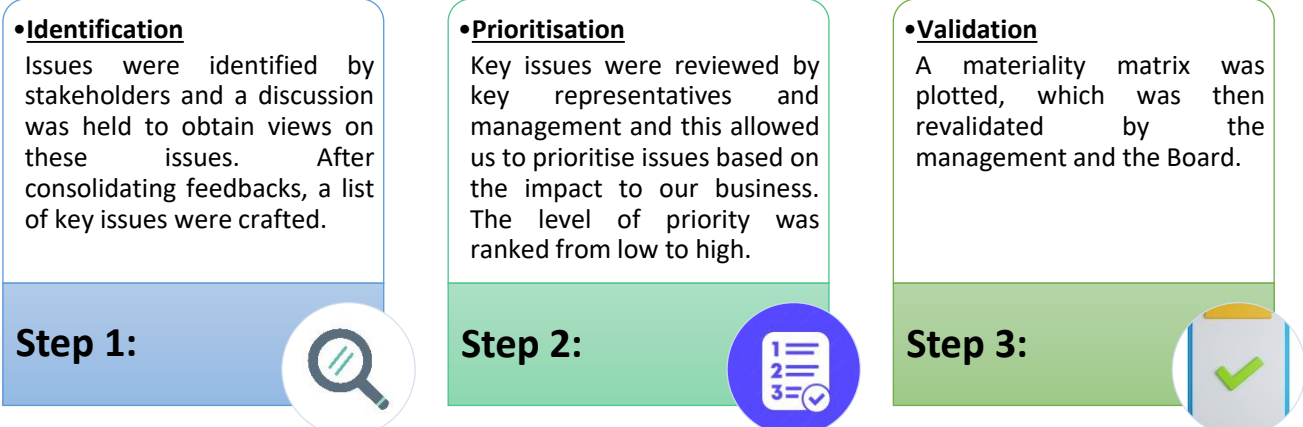 •Identification
Issues were identified by
stakeholders and a discussion
was held to obtain views on
these issues. After
consolidating feedbacks, a list
of key issues were crafted.
Step 1:
•Prioritisation
Key issues were reviewed by
key representatives and
management and this allowed
us to prioritise issues based on
the impact to our business.
The level of priority was
ranked from low to high.
Step 2:
1
2
3
•Validation
A materiality matrix was
plotted, which was then
revalidated by the
management and the Board.
Step 3: